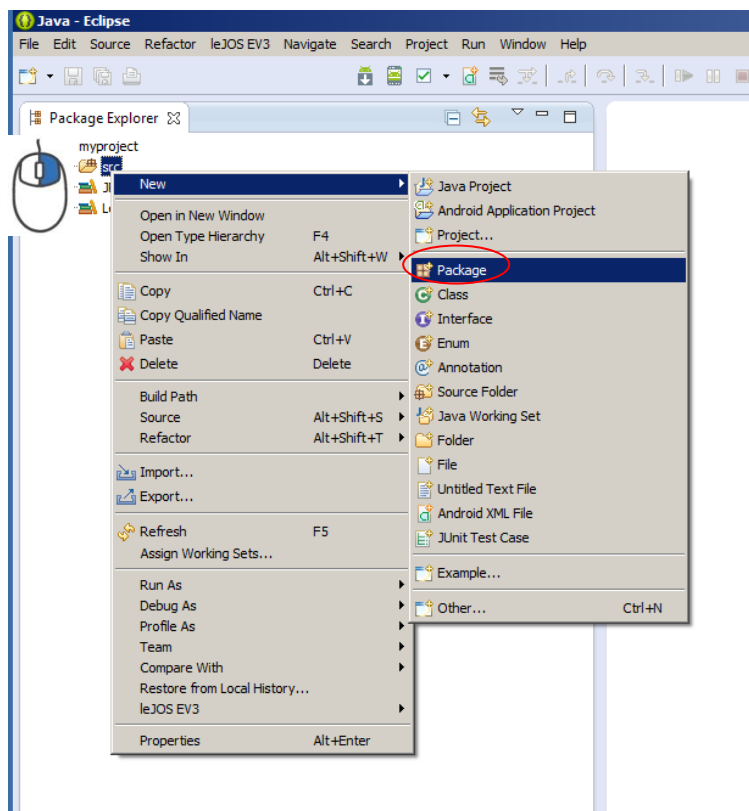 Java - Eclipse
File Edit Source Refactor leJOS EV3 Navigate Search Project Run Window Help
Package Explorer
myproject
src
New
Open in New Window
Open Type Hierarchy F4
Show In Alt+Shift+W
Copy Ctrl+C
Copy Qualified Name
Paste Ctrl+V
Delete Delete
Build Path
Source Alt+Shift+S
Refactor Alt+Shift+T
Import...
Export...
Refresh F5
Assign Working Sets...
Run As
Debug As
Profile As
Team
Compare With
Restore from Local History...
leJOS EV3
Properties Alt+Enter
Java Project
Android Application Project
Project...
Package
Class
Interface
Enum
Annotation
Source Folder
Java Working Set
Folder
File
Untitled Text File
Android XML File
JUnit Test Case
Example...
Other... Ctrl+N